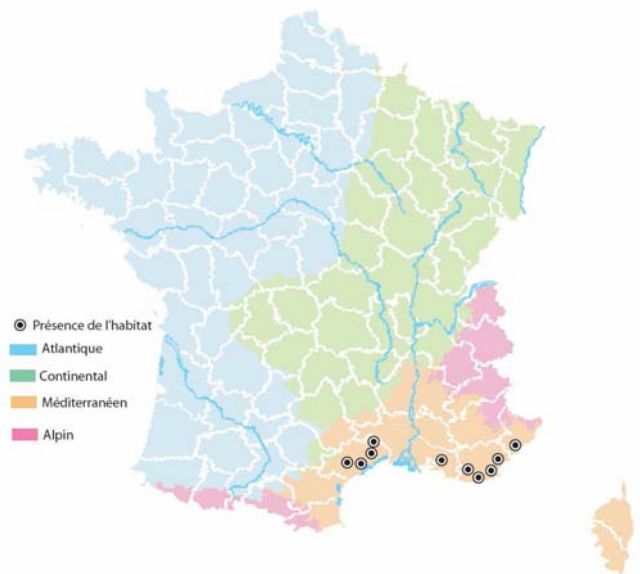 Présence de l'habitat
Atlantique
Continental
Méditerranéen
Alpin